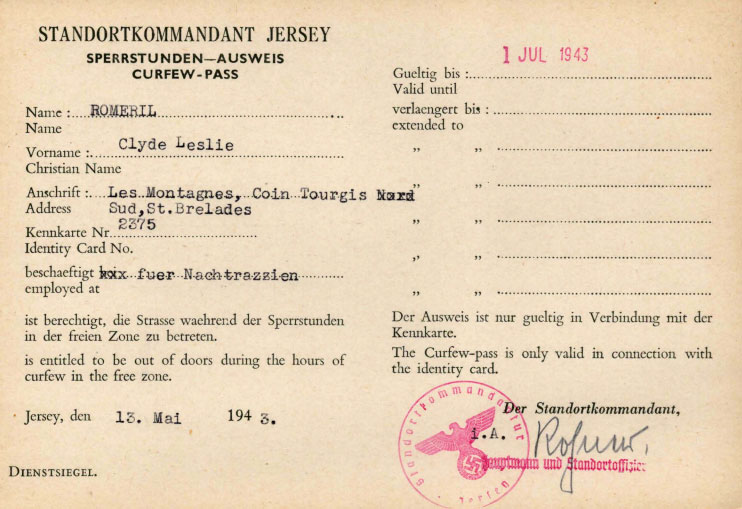 STANDORTKOMMANDANT JERSEY
SPERRSTUNDEN—AUSWEIS
CURFEW-PASS
Name : ROMERIL
Name
Vorname : Clyde Leslie
Christian Name
Anschrift : Les Montagnes, Coin Tourgis Nord
Address Sud,St.Brelades
Kennkarte Nr 2375
Identity Card No.
beschaeftigt bei fuer Nachtrazzien
employed at
ist berechtigt, die Strasse waehrend der Sperrstunden
in der freien Zone zu betreten.
is entitled to be out of doors during the hours of
curfew in the free zone.
Jersey, den 13. Mai 1943.
DIENSTSIEGEL.
1 JUL 1943
Gueltig bis :
Valid until
verlaengert bis :
extended to
„ „
„ „
„ „
„ „
„ „
Der Ausweis ist nur gueltig in Verbindung mit der
Kennkarte.
The Curfew-pass is only valid in connection with
the identity card.
Der Standortkommandant,
i.A.
Hauptmann und Standortoffizier
Standortkommandantur
Jersey